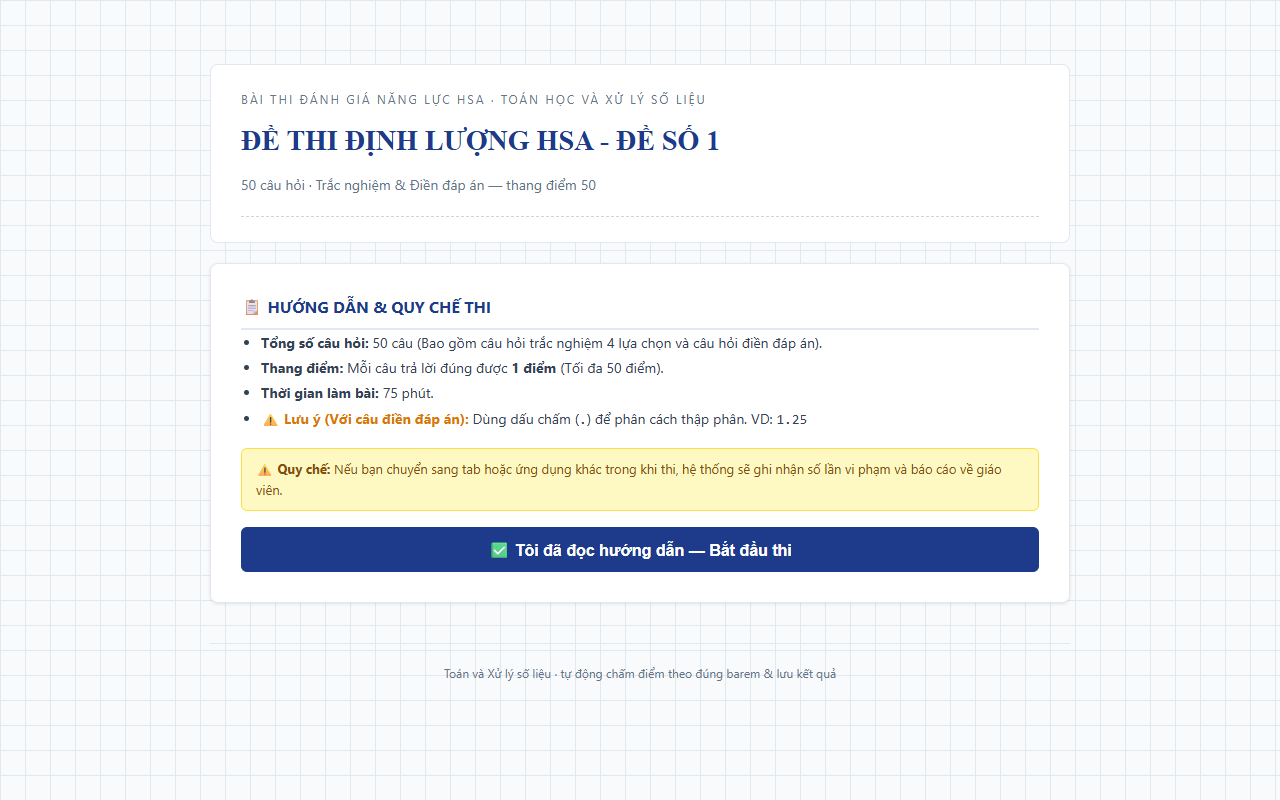 BÀI THI ĐÁNH GIÁ NĂNG LỰC HSA · TOÁN HỌC VÀ XỬ LÝ SỐ LIỆU
ĐỀ THI ĐỊNH LƯỢNG HSA - ĐỀ SỐ 1
50 câu hỏi · Trắc nghiệm & Điền đáp án — thang điểm 50
📋 HƯỚNG DẪN & QUY CHẾ THI
• Tổng số câu hỏi: 50 câu (Bao gồm câu hỏi trắc nghiệm 4 lựa chọn và câu hỏi điền đáp án).
• Thang điểm: Mỗi câu trả lời đúng được 1 điểm (Tối đa 50 điểm).
• Thời gian làm bài: 75 phút.
• ⚠️ Lưu ý (Với câu điền đáp án): Dùng dấu chấm (.) để phân cách thập phân. VD: 1.25
⚠️ Quy chế: Nếu bạn chuyển sang tab hoặc ứng dụng khác trong khi thi, hệ thống sẽ ghi nhận số lần vi phạm và báo cáo về giáo
viên.
✅ Tôi đã đọc hướng dẫn — Bắt đầu thi
Toán và Xử lý số liệu · tự động chấm điểm theo đúng barem & lưu kết quả